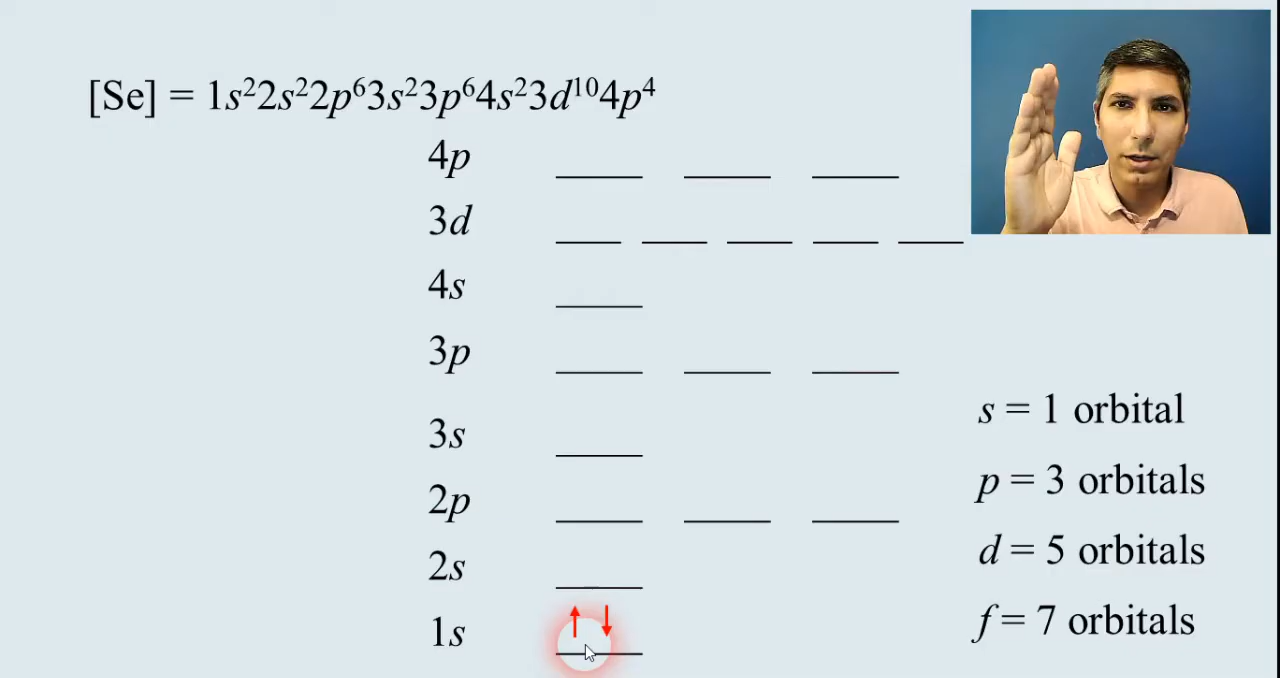 [Se] = 1s²2s²2p⁶3s²3p⁶4s²3d¹⁰4p⁴
4p
3d
4s
3p
3s
2p
2s
1s
s = 1 orbital
p = 3 orbitals
d = 5 orbitals
f = 7 orbitals